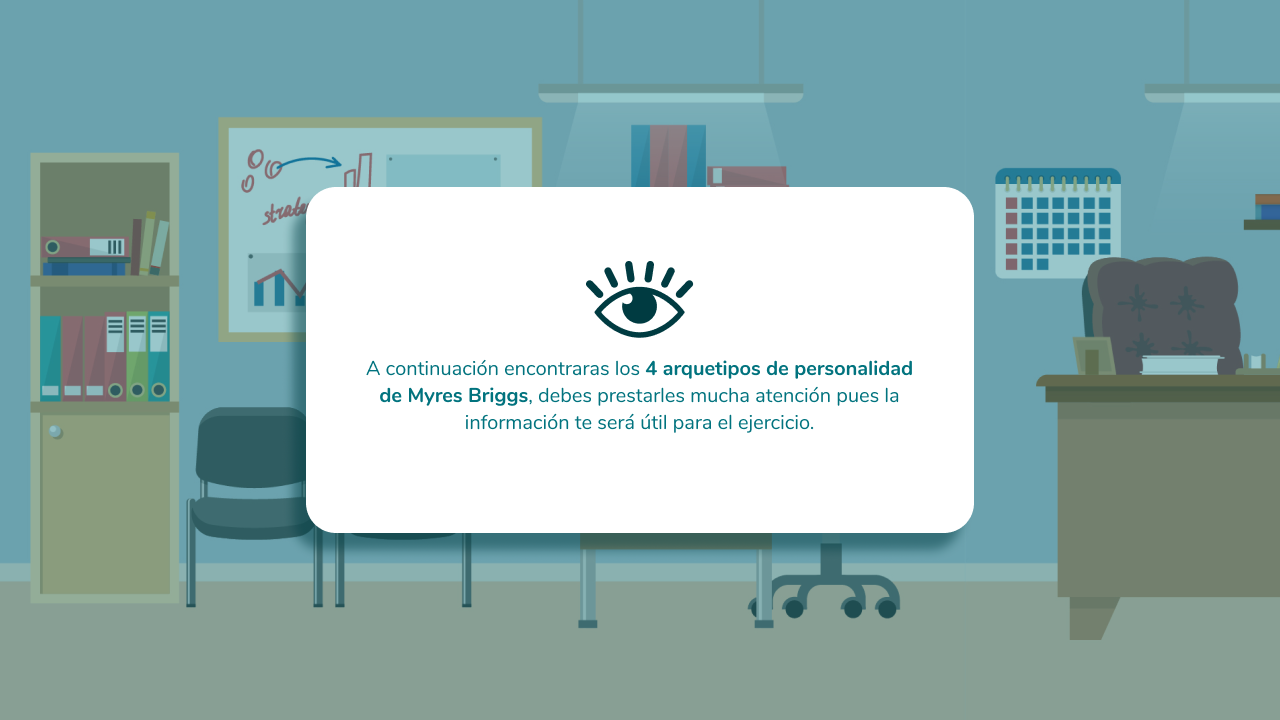 A continuación encontraras los 4 arquetipos de personalidad
de Myres Briggs, debes prestarles mucha atención pues la
información te será útil para el ejercicio.